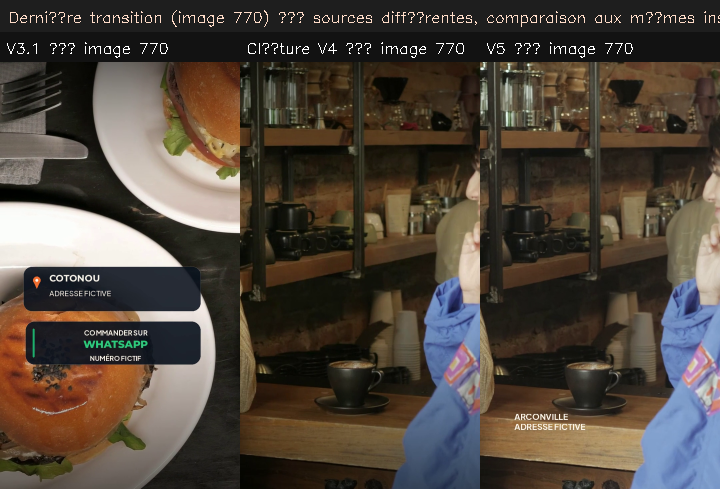 Derni??re transition (image 770) ??? sources diff??rentes, comparaison aux m??mes ins
V3.1 ??? image 770
Cl??ture V4 ??? image 770
V5 ??? image 770
COTONOU
ADRESSE FICTIVE
COMMANDER SUR
WHATSAPP
NUMÉRO FICTIF
ARCONVILLE
ADRESSE FICTIVE